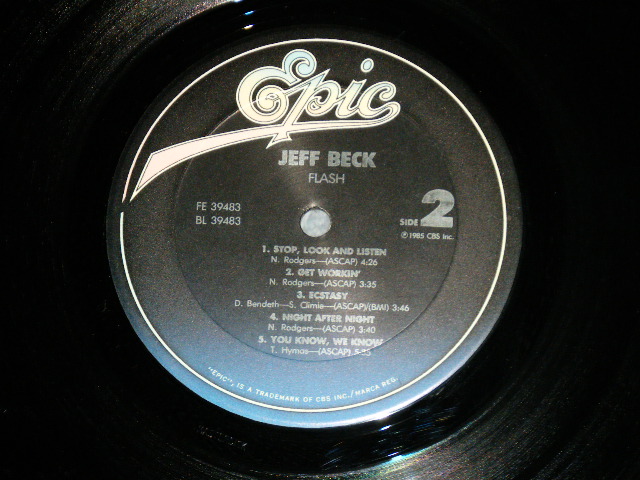 Epic
JEFF BECK
FLASH
FE 39483
BL 39483
SIDE 2
℗1985 CBS Inc.
1. STOP, LOOK AND LISTEN
N. Rodgers—(ASCAP) 4:26
2. GET WORKIN'
N. Rodgers—(ASCAP) 3:35
3. ECSTASY
D. Bendeth—S. Climie—(ASCAP)/(BMI) 3:46
4. NIGHT AFTER NIGHT
N. Rodgers—(ASCAP) 3:40
5. YOU KNOW, WE KNOW
T. Hymas—(ASCAP)
"EPIC", IS A TRADEMARK OF CBS INC./MARCA REG.